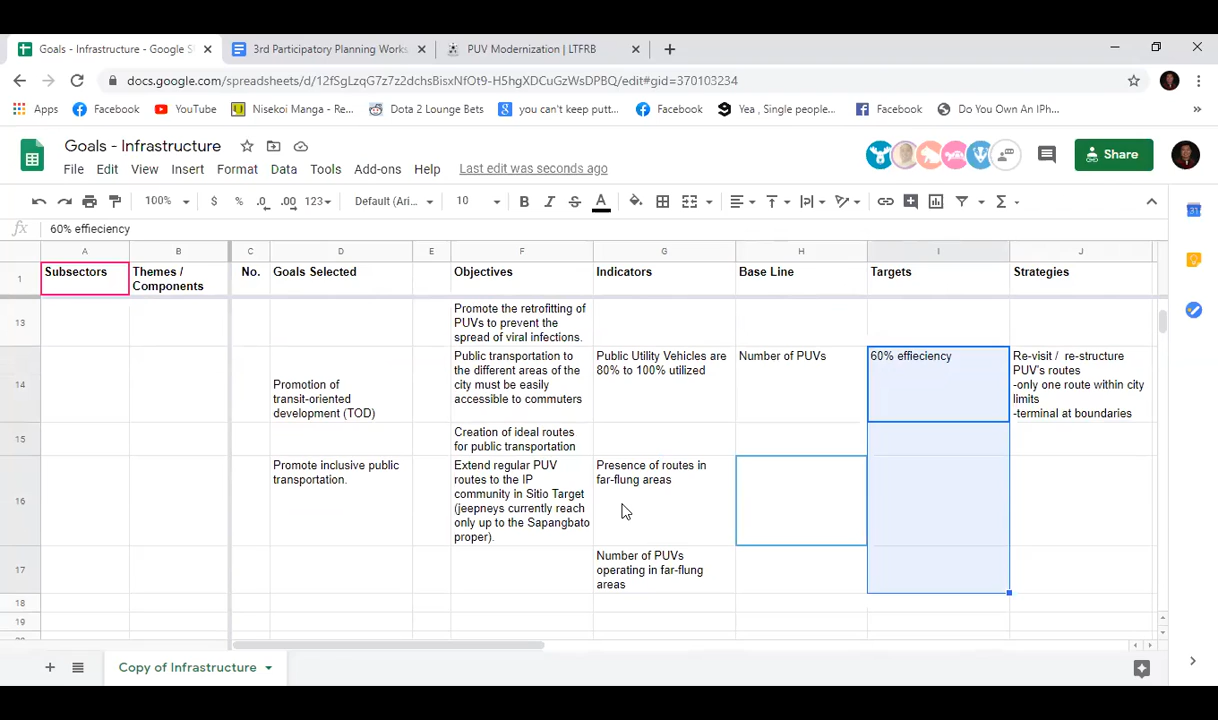 Goals - Infrastructure - Google S
3rd Participatory Planning Works
PUV Modernization | LTFRB
docs.google.com/spreadsheets/d/12fSgLzqG7z7z2dchsBisxNfOt9-H5hgXDCuGzWsDPBQ/edit#gid=370103234
Apps
Facebook
YouTube
Nisekoi Manga - Re...
Dota 2 Lounge Bets
you can't keep putt...
Facebook
Yea , Single people...
Facebook
Do You Own An IPh...
»
Goals - Infrastructure
Share
File Edit View Insert Format Data Tools Add-ons Help Last edit was seconds ago
100% $ % .0 .00 123 Default (Ari... 10 B I S A
fx 60% effieciency
A B C D E F G H I J
1
Subsectors
Themes /
Components
No.
Goals Selected
Objectives
Indicators
Base Line
Targets
Strategies
13
Promote the retrofitting of
PUVs to prevent the
spread of viral infections.
14
Promotion of
transit-oriented
development (TOD)
Public transportation to
the different areas of the
city must be easily
accessible to commuters
Public Utility Vehicles are
80% to 100% utilized
Number of PUVs
60% effieciency
Re-visit / re-structure
PUV's routes
-only one route within city
limits
-terminal at boundaries
15
Creation of ideal routes
for public transportation
16
Promote inclusive public
transportation.
Extend regular PUV
routes to the IP
community in Sitio Target
(jeepneys currently reach
only up to the Sapangbato
proper).
Presence of routes in
far-flung areas
17
Number of PUVs
operating in far-flung
areas
18
19
Copy of Infrastructure
31